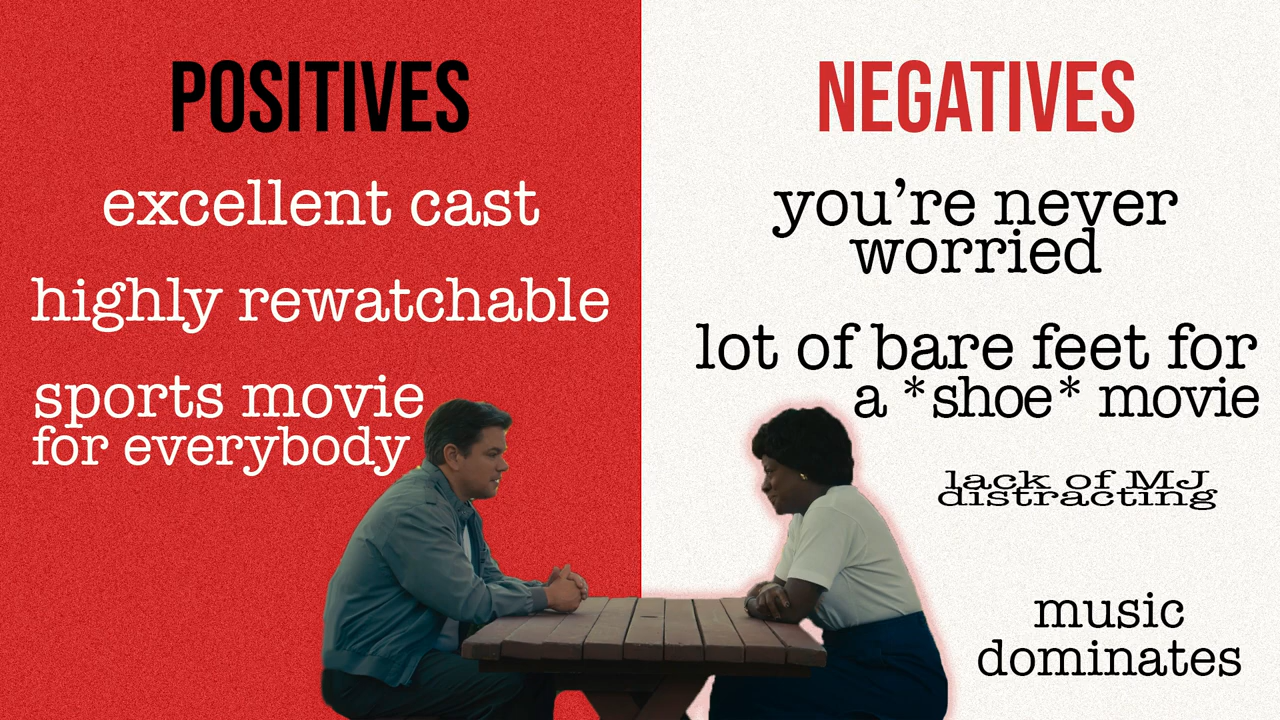 POSITIVES
excellent cast
highly rewatchable
sports movie
for everybody
NEGATIVES
you're never
worried
lot of bare feet for
a *shoe* movie
lack of MJ
distracting
music
dominates